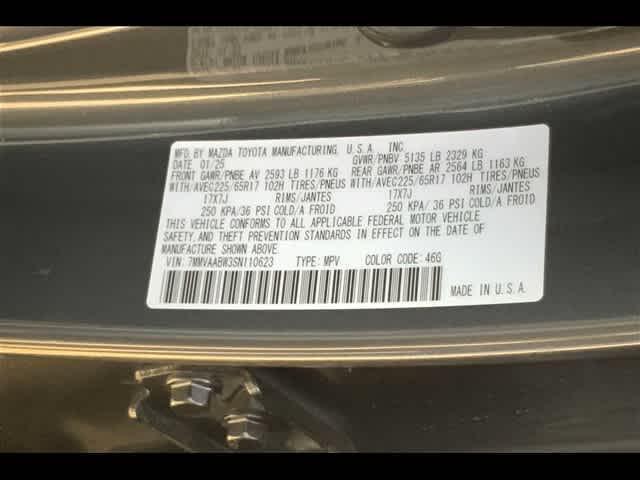 MFD. BY MAZDA TOYOTA MANUFACTURING, U.S.A., INC.
DATE 01/25 GVWR/PNBV 5135 LB 2329 KG
FRONT GAWR/PNBE AV 2593 LB 1176 KG REAR GAWR/PNBE AR 2564 LB 1163 KG
WITH/AVEC225/65R17 102H TIRES/PNEUS WITH/AVEC225/65R17 102H TIRES/PNEUS
17X7J RIMS/JANTES 17X7J RIMS/JANTES
250 KPA/36 PSI COLD/A FROID 250 KPA/36 PSI COLD/A FROID
THIS VEHICLE CONFORMS TO ALL APPLICABLE FEDERAL MOTOR VEHICLE
SAFETY, AND THEFT PREVENTION STANDARDS IN EFFECT ON THE DATE OF
MANUFACTURE SHOWN ABOVE.
VIN: 7MMVAABW3SN110623 TYPE: MPV COLOR CODE: 46G
MADE IN U.S.A.